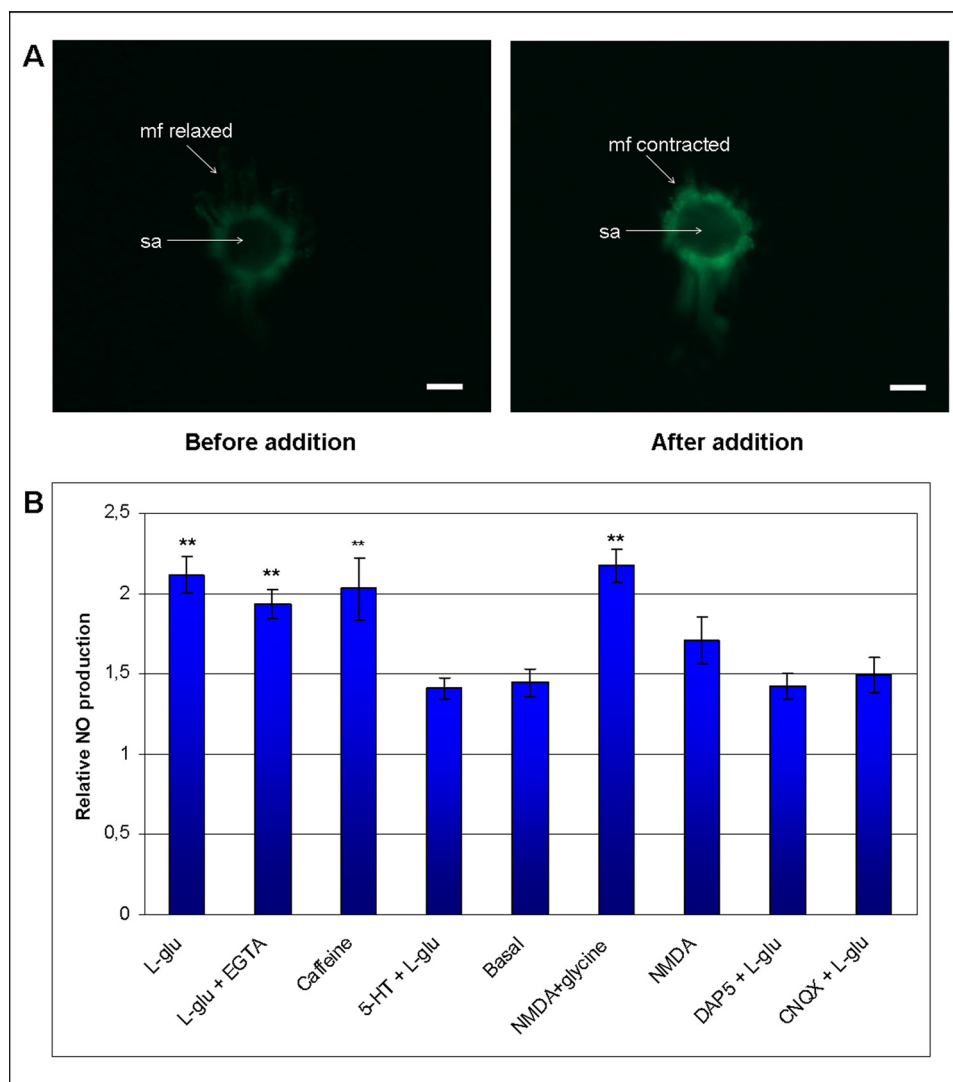 A
mf relaxed
sa
mf contracted
sa
Before addition
After addition
B
Relative NO production
2,5
2
1,5
1
0,5
0
**
**
**
**
L-glu
L-glu + EGTA
Caffeine
5-HT + L-glu
Basal
NMDA+glycine
NMDA
DAP5 + L-glu
CNQX + L-glu